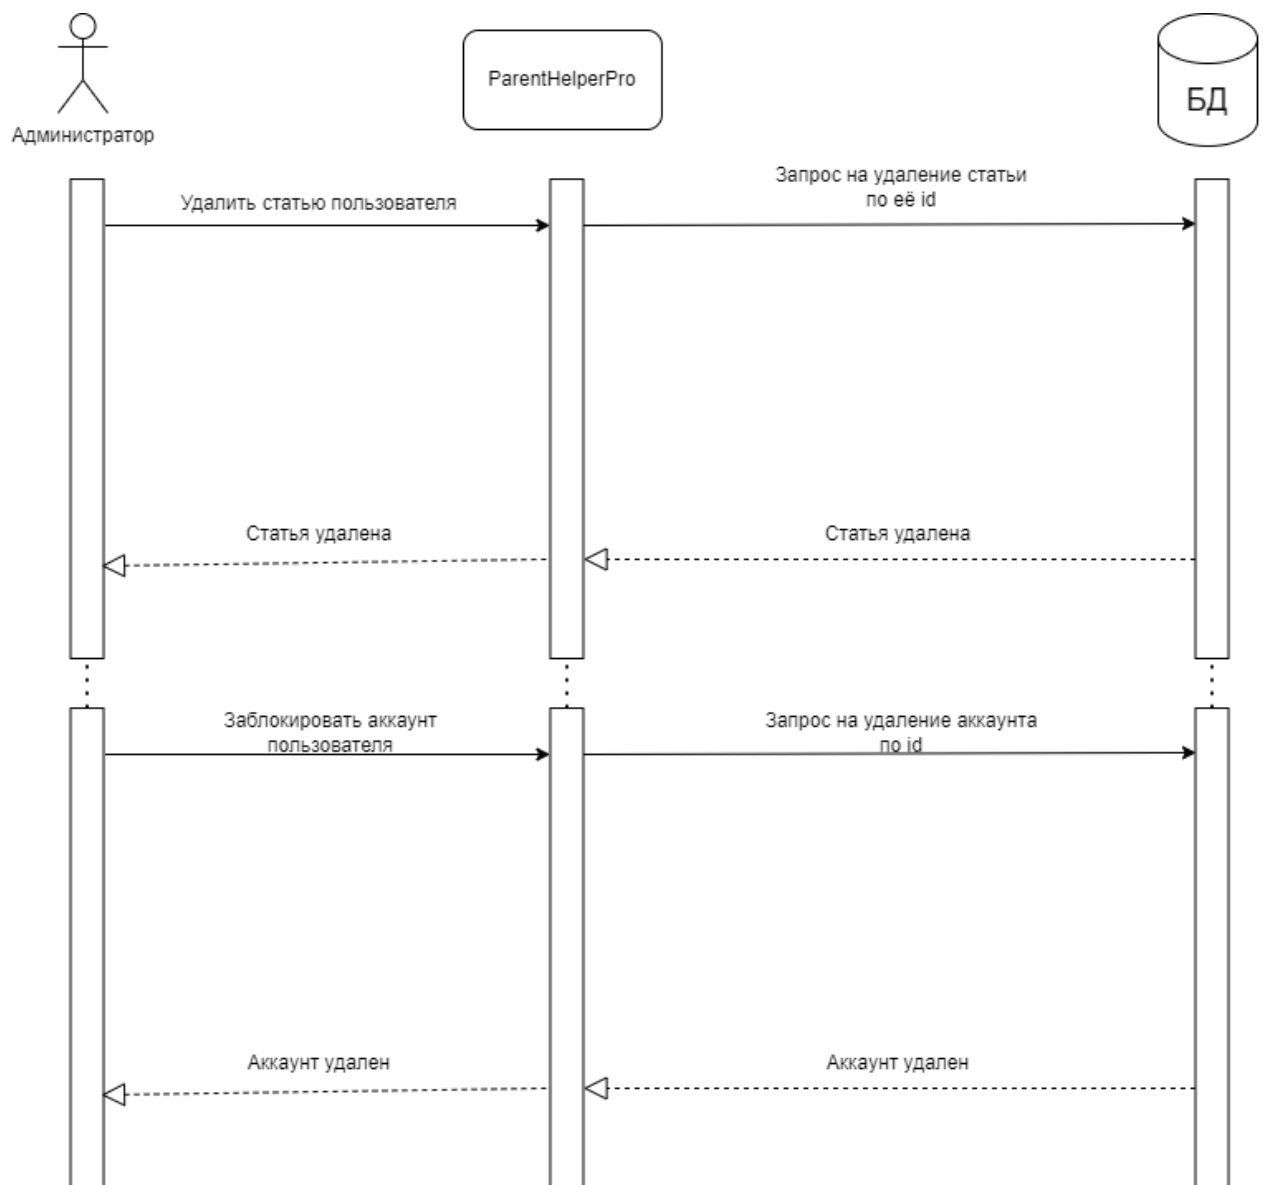 Администратор
ParentHelperPro
БД
Удалить статью пользователя
Запрос на удаление статьи
по её id
Статья удалена
Статья удалена
Заблокировать аккаунт
пользователя
Запрос на удаление аккаунта
по id
Аккаунт удален
Аккаунт удален